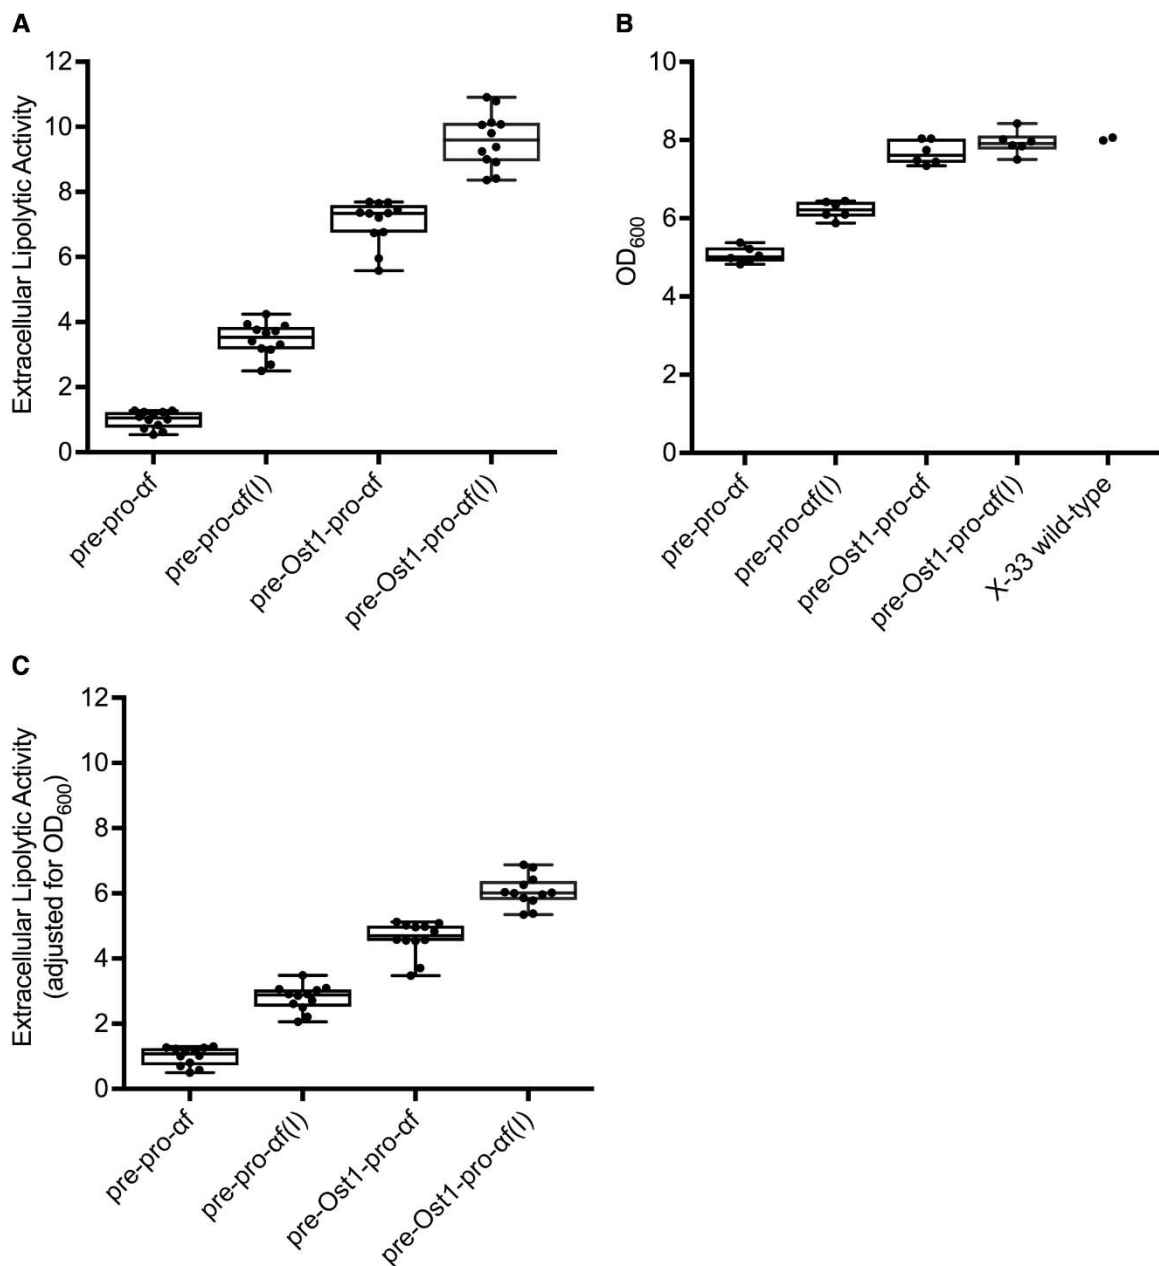 A
Extracellular Lipolytic Activity
12
10
8
6
4
2
0
pre-pro-αf
pre-pro-αf(I)
pre-Ost1-pro-αf
pre-Ost1-pro-αf(I)
B
OD600
10
8
6
4
2
0
pre-pro-αf
pre-pro-αf(I)
pre-Ost1-pro-αf
pre-Ost1-pro-αf(I)
X-33 wild-type
C
Extracellular Lipolytic Activity
(adjusted for OD600)
12
10
8
6
4
2
0
pre-pro-αf
pre-pro-αf(I)
pre-Ost1-pro-αf
pre-Ost1-pro-αf(I)